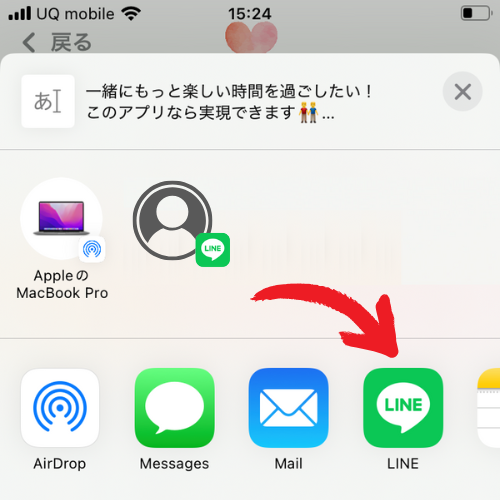 UQ mobile 15:24
戻る
あ
一緒にもっと楽しい時間を過ごしたい！
このアプリなら実現できます👬...
Appleの
MacBook Pro
LINE
LINE
AirDrop
Messages
Mail
LINE